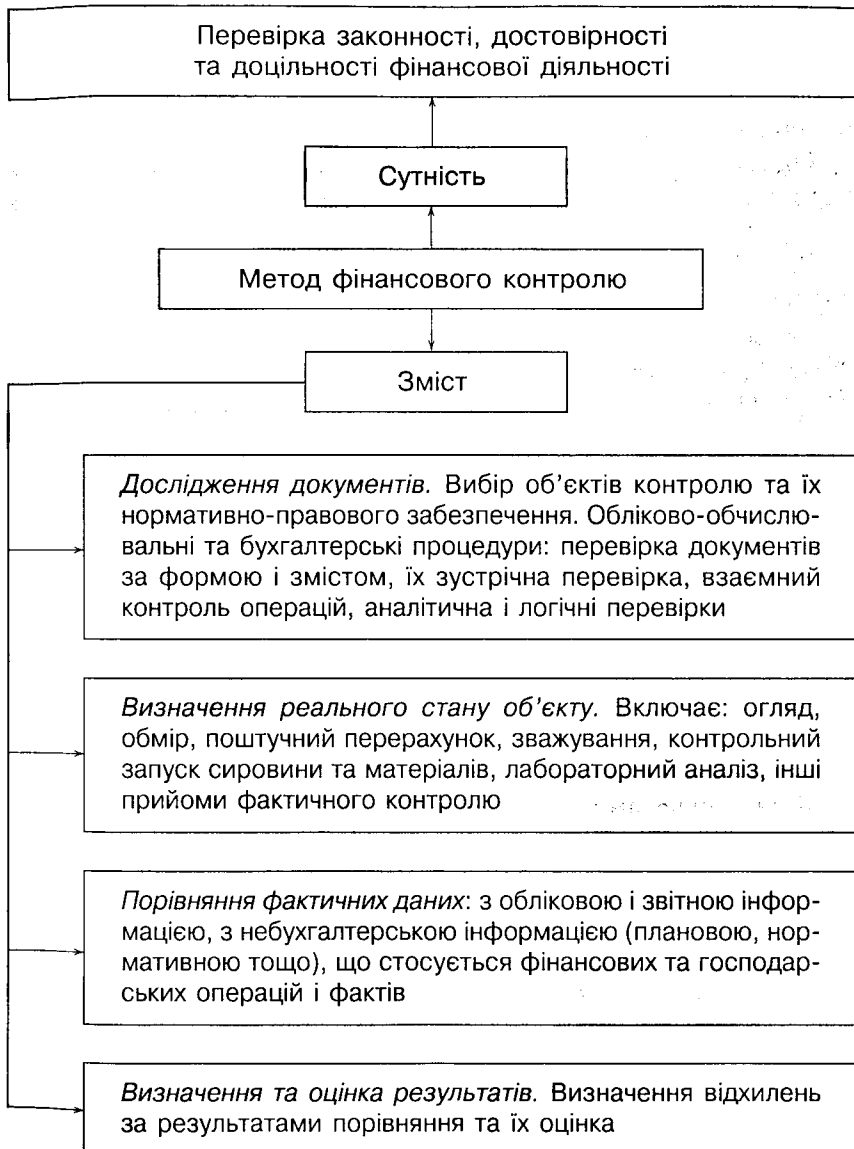 Перевірка законності, достовірності
та доцільності фінансової діяльності
Сутність
Метод фінансового контролю
Зміст
Дослідження документів. Вибір об’єктів контролю та їх
нормативно-правового забезпечення. Обліково-обчислю-
вальні та бухгалтерські процедури: перевірка документів
за формою і змістом, їх зустрічна перевірка, взаємний
контроль операцій, аналітична і логічні перевірки
Визначення реального стану об’єкту. Включає: огляд,
обмір, поштучний перерахунок, зважування, контрольний
запуск сировини та матеріалів, лабораторний аналіз, інші
прийоми фактичного контролю
Порівняння фактичних даних: з обліковою і звітною інфор-
мацією, з небухгалтерською інформацією (плановою, нор-
мативною тощо), що стосується фінансових та господар-
ських операцій і фактів
Визначення та оцінка результатів. Визначення відхилень
за результатами порівняння та їх оцінка